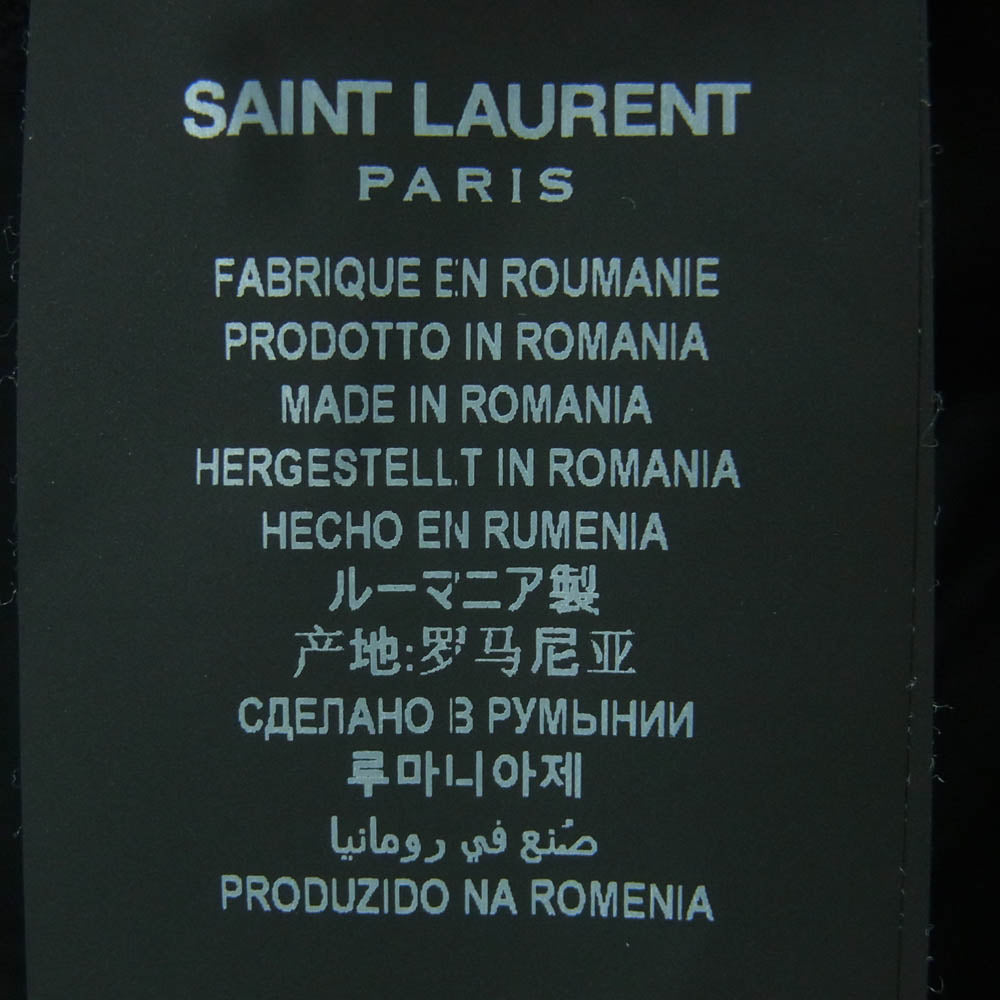 SAINT LAURENT
PARIS
FABRIQUE EN ROUMANIE
PRODOTTO IN ROMANIA
MADE IN ROMANIA
HERGESTELLT IN ROMANIA
HECHO EN RUMENIA
ルーマニア製
产地:罗马尼亚
СДЕЛАНО В РУМЫНИИ
루마니아제
صُنع في رومانيا
PRODUZIDO NA ROMENIA